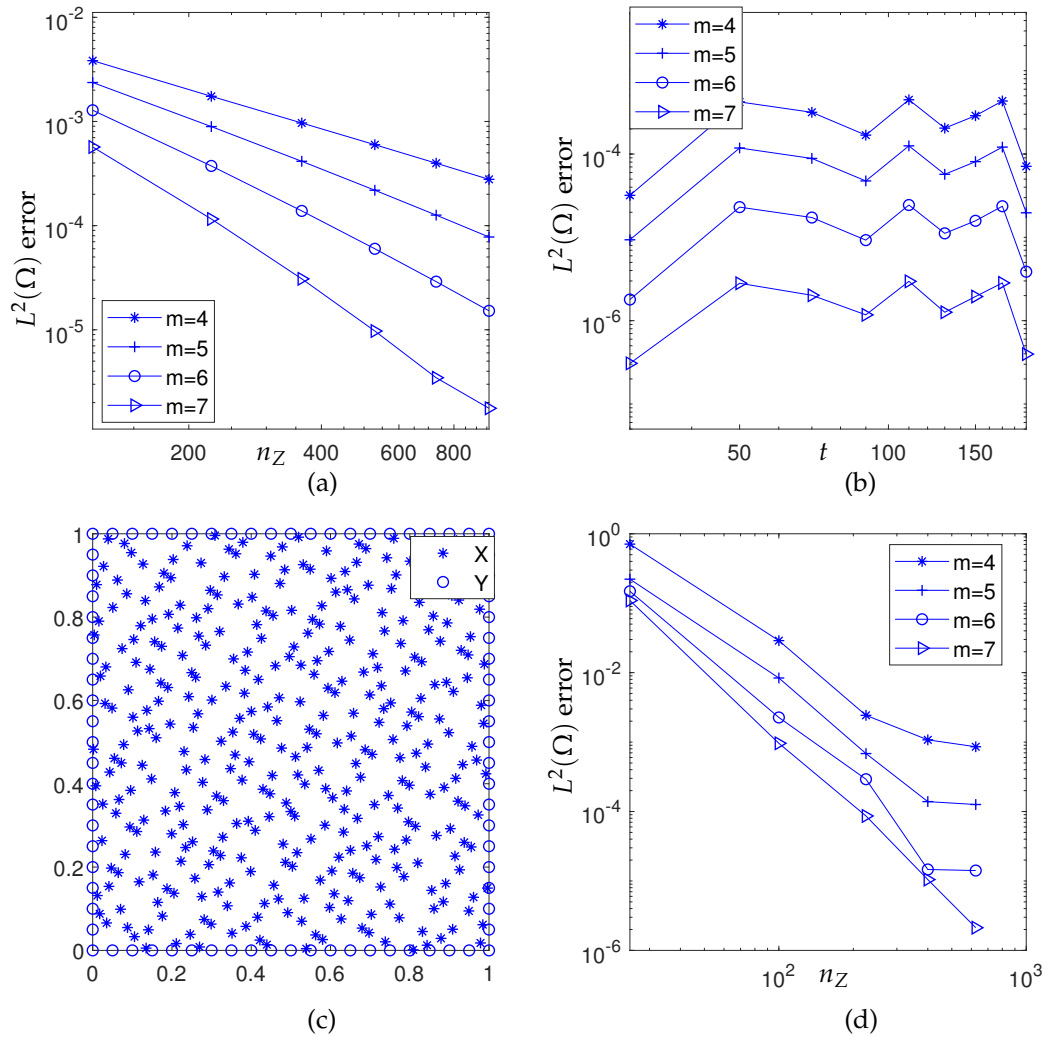 10^-2
10^-3
10^-4
10^-5
L^2(Ω) error
m=4
m=5
m=6
m=7
200 400 600 800
n_Z
(a)
m=4
m=5
m=6
m=7
10^-4
10^-6
L^2(Ω) error
50 100 150
t
(b)
1
0.8
0.6
0.4
0.2
0
X
Y
0 0.2 0.4 0.6 0.8 1
(c)
10^0
10^-2
10^-4
10^-6
L^2(Ω) error
m=4
m=5
m=6
m=7
10^2 10^3
n_Z
(d)